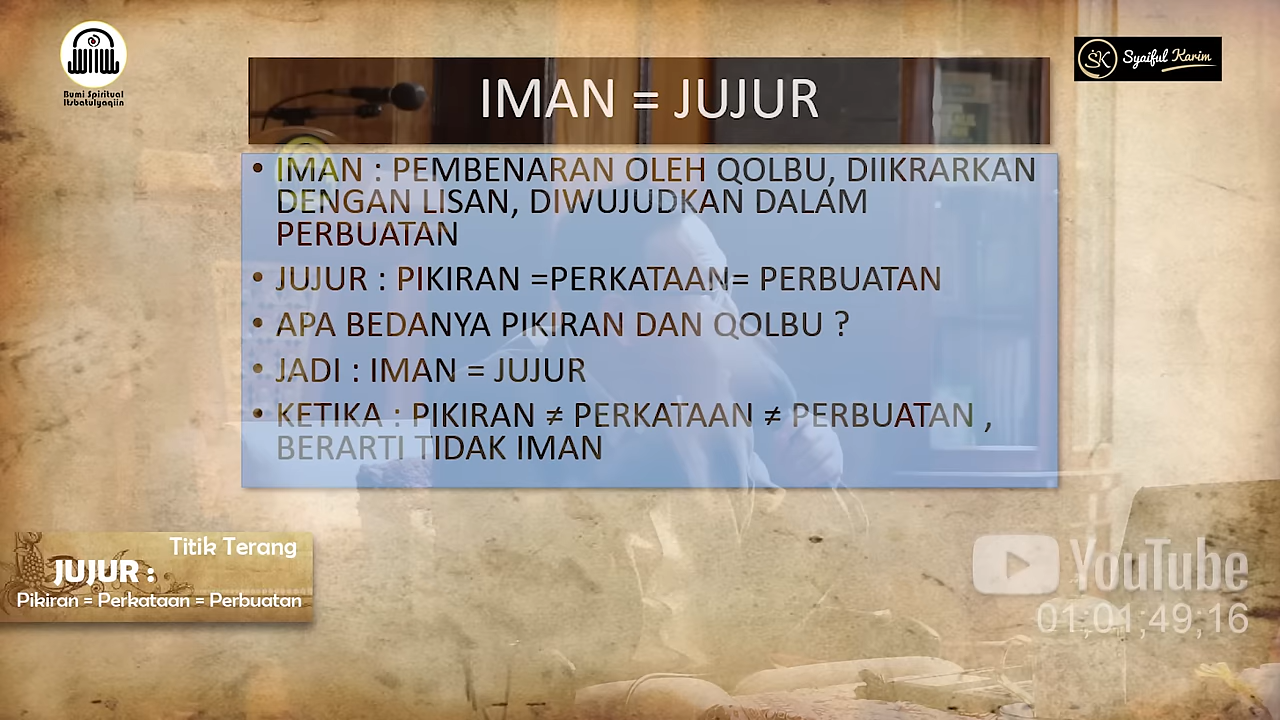 Bumi Spiritual
Itsbatulyaqiin
SK Syaiful Karim
IMAN = JUJUR
• IMAN : PEMBENARAN OLEH QOLBU, DIIKRARKAN
DENGAN LISAN, DIWUJUDKAN DALAM
PERBUATAN
• JUJUR : PIKIRAN =PERKATAAN= PERBUATAN
• APA BEDANYA PIKIRAN DAN QOLBU ?
• JADI : IMAN = JUJUR
• KETIKA : PIKIRAN ≠ PERKATAAN ≠ PERBUATAN ,
BERARTI TIDAK IMAN
Titik Terang
JUJUR :
Pikiran = Perkataan = Perbuatan
YouTube
01;01;49;16